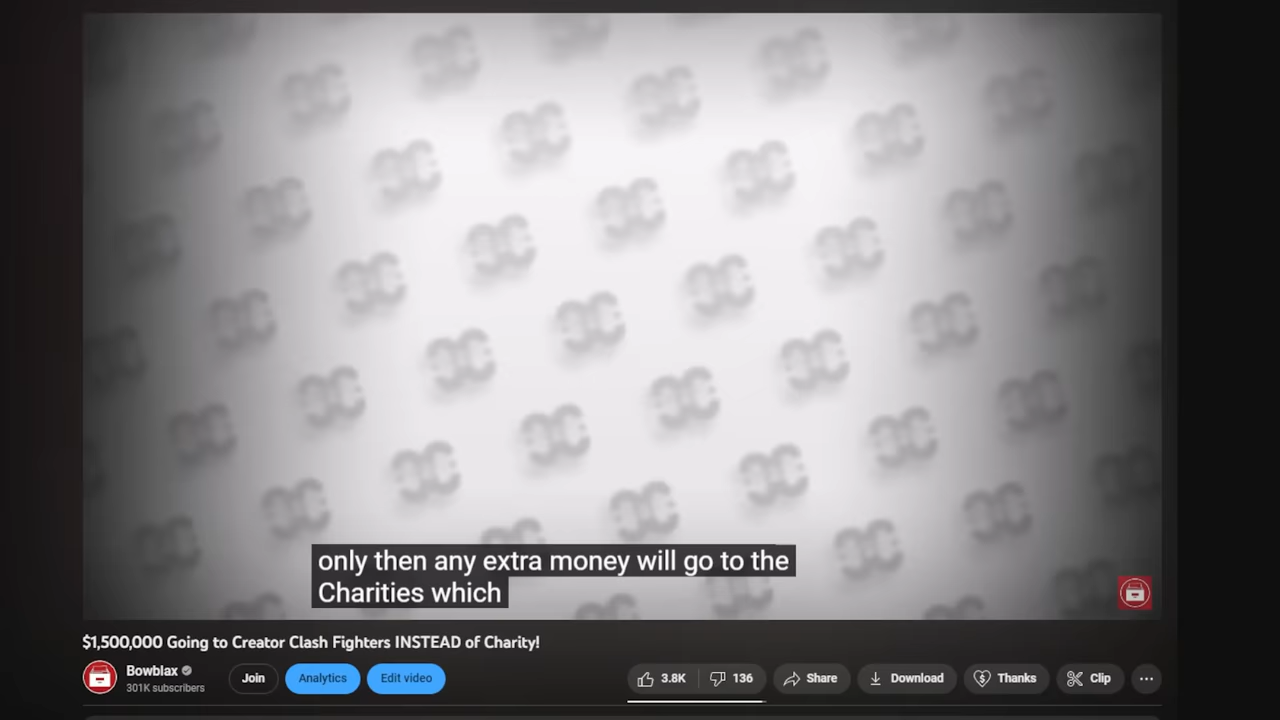 only then any extra money will go to the
Charities which
$1,500,000 Going to Creator Clash Fighters INSTEAD of Charity!
Bowblax
301K subscribers
Join
Analytics
Edit video
3.8K
136
Share
Download
Thanks
Clip